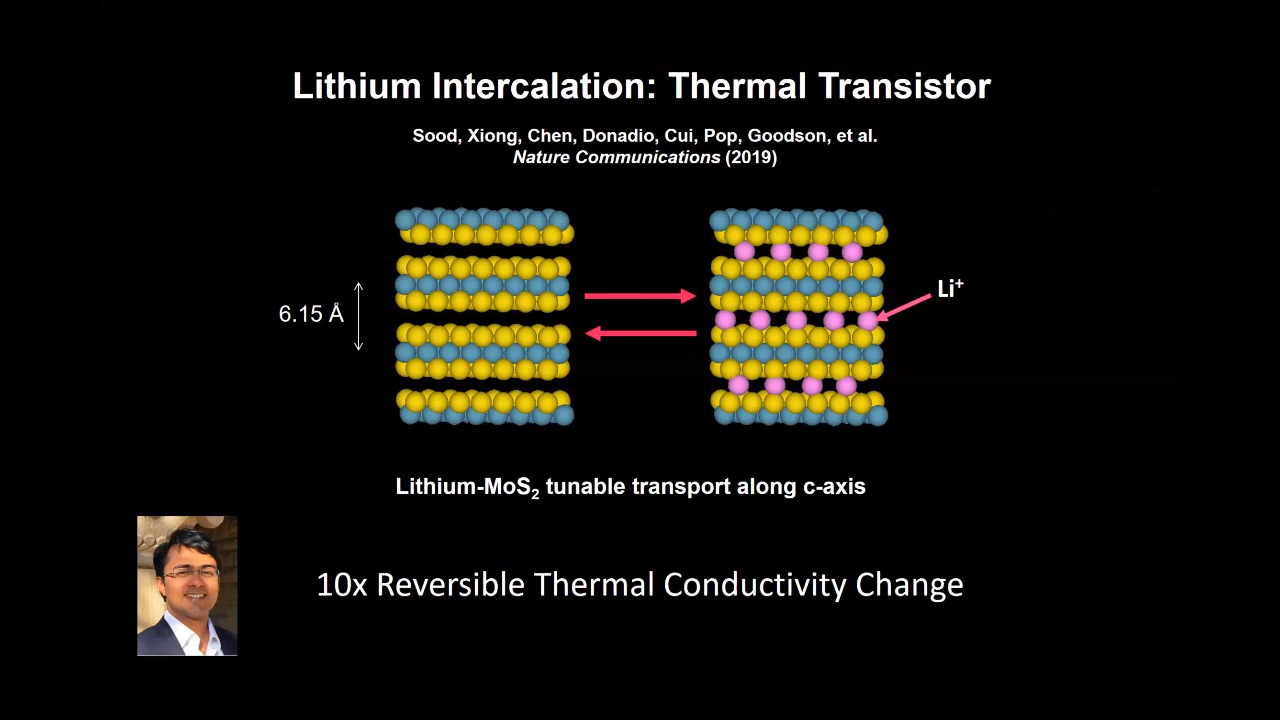 Lithium Intercalation: Thermal Transistor
Sood, Xiong, Chen, Donadio, Cui, Pop, Goodson, et al.
Nature Communications (2019)
6.15 Å
Li⁺
Lithium-MoS₂ tunable transport along c-axis
10x Reversible Thermal Conductivity Change